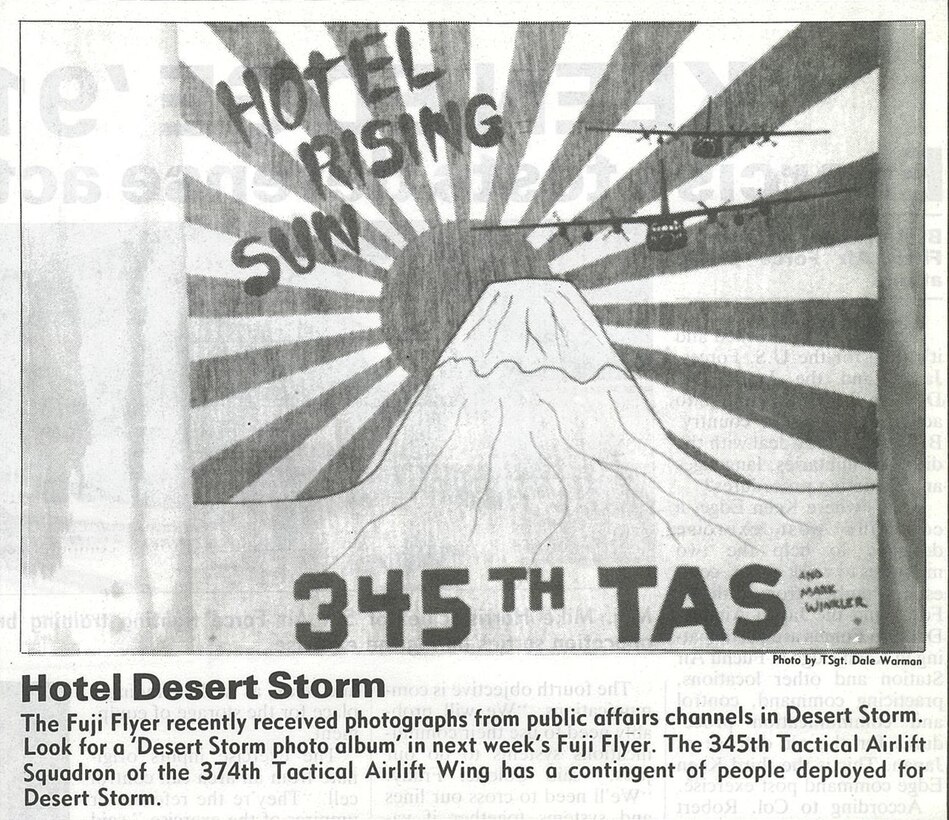 HOTEL
RISING
SUN
345TH TAS
AND
MARK
WINKLER
Photo by TSgt. Dale Warman
Hotel Desert Storm
The Fuji Flyer recently received photographs from public affairs channels in Desert Storm.
Look for a 'Desert Storm photo album' in next week's Fuji Flyer. The 345th Tactical Airlift
Squadron of the 374th Tactical Airlift Wing has a contingent of people deployed for
Desert Storm.